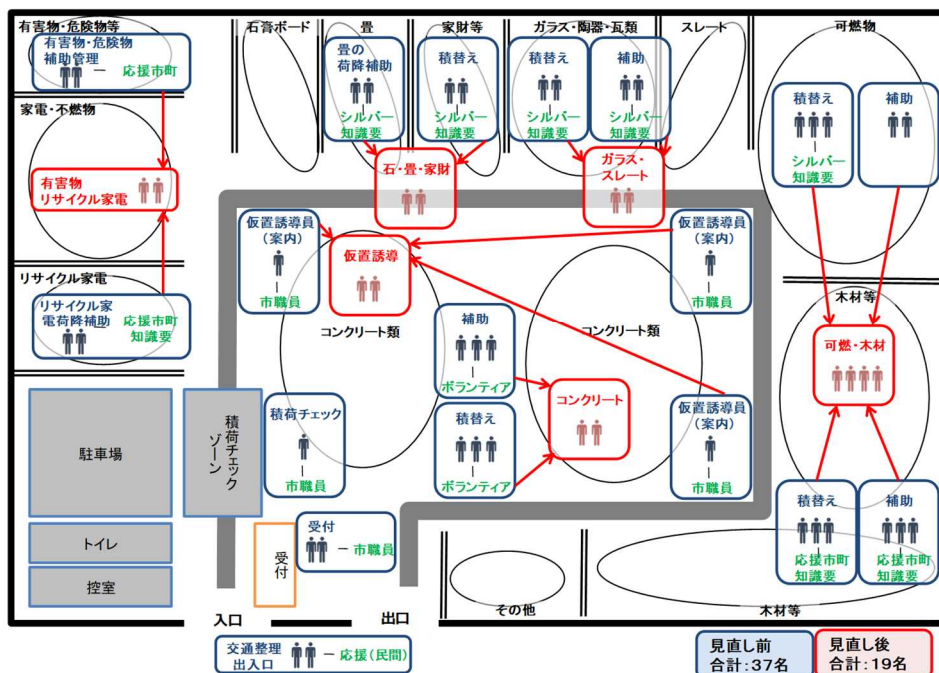 有害物・危険物等
有害物・危険物
補助管理
応援市町
石膏ボード
畳
畳の
荷降補助
シルバー
知識要
家財等
積替え
シルバー
知識要
ガラス・陶器・瓦類
積替え
シルバー
知識要
補助
シルバー
知識要
スレート
可燃物
積替え
シルバー
知識要
補助
家電・不燃物
有害物
リサイクル家電
石・畳・家財
ガラス・
スレート
仮置誘導員
(案内)
市職員
仮置誘導
仮置誘導員
(案内)
市職員
リサイクル家電
リサイクル家
電荷降補助
応援市町
知識要
コンクリート類
補助
ボランティア
コンクリート類
木材等
可燃・木材
積荷チェック
市職員
積替え
ボランティア
コンクリート
仮置誘導員
(案内)
市職員
駐車場
積荷チェック
ゾーン
トイレ
控室
受付
受付
市職員
積替え
応援市町
知識要
補助
応援市町
知識要
その他
木材等
入口
出口
交通整理
出入口
応援(民間)
見直し前
合計:37名
見直し後
合計:19名